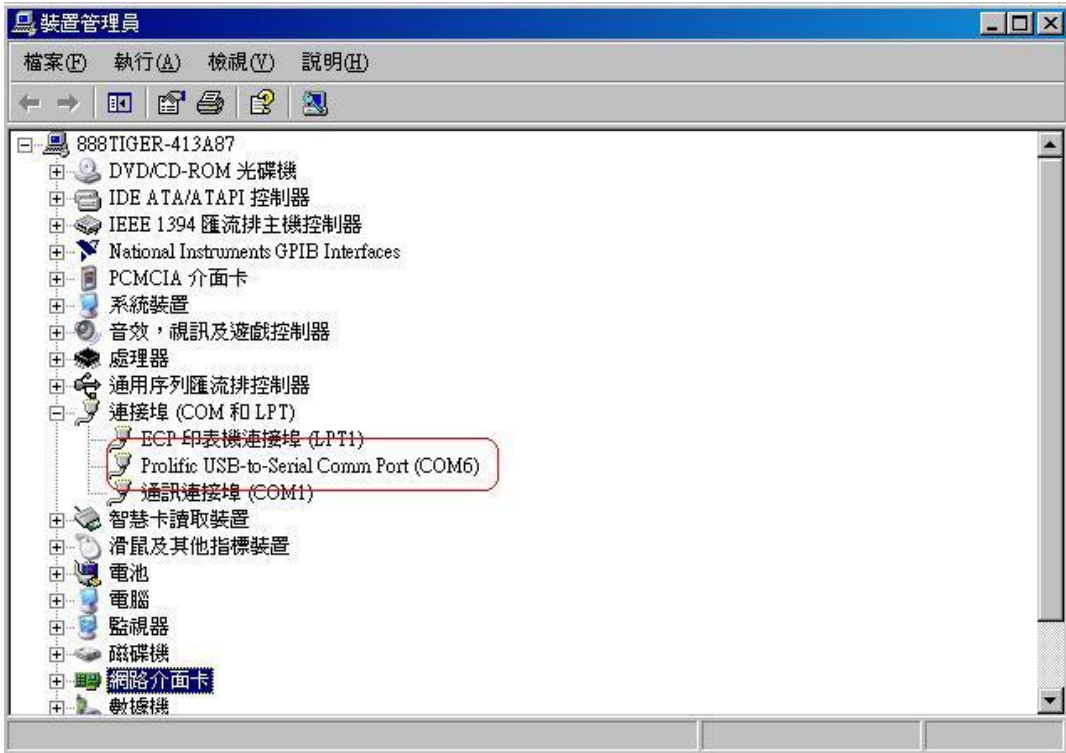 裝置管理員
檔案(F) 執行(A) 檢視(V) 說明(H)
888TIGER-413A87
DVD/CD-ROM 光碟機
IDE ATA/ATAPI 控制器
IEEE 1394 匯流排主機控制器
National Instruments GPIB Interfaces
PCMCIA 介面卡
系統裝置
音效，視訊及遊戲控制器
處理器
通用序列匯流排控制器
連接埠 (COM 和 LPT)
ECP 印表機連接埠 (LPT1)
Prolific USB-to-Serial Comm Port (COM6)
通訊連接埠 (COM1)
智慧卡讀取裝置
滑鼠及其他指標裝置
電池
電腦
監視器
磁碟機
網路介面卡
數據機